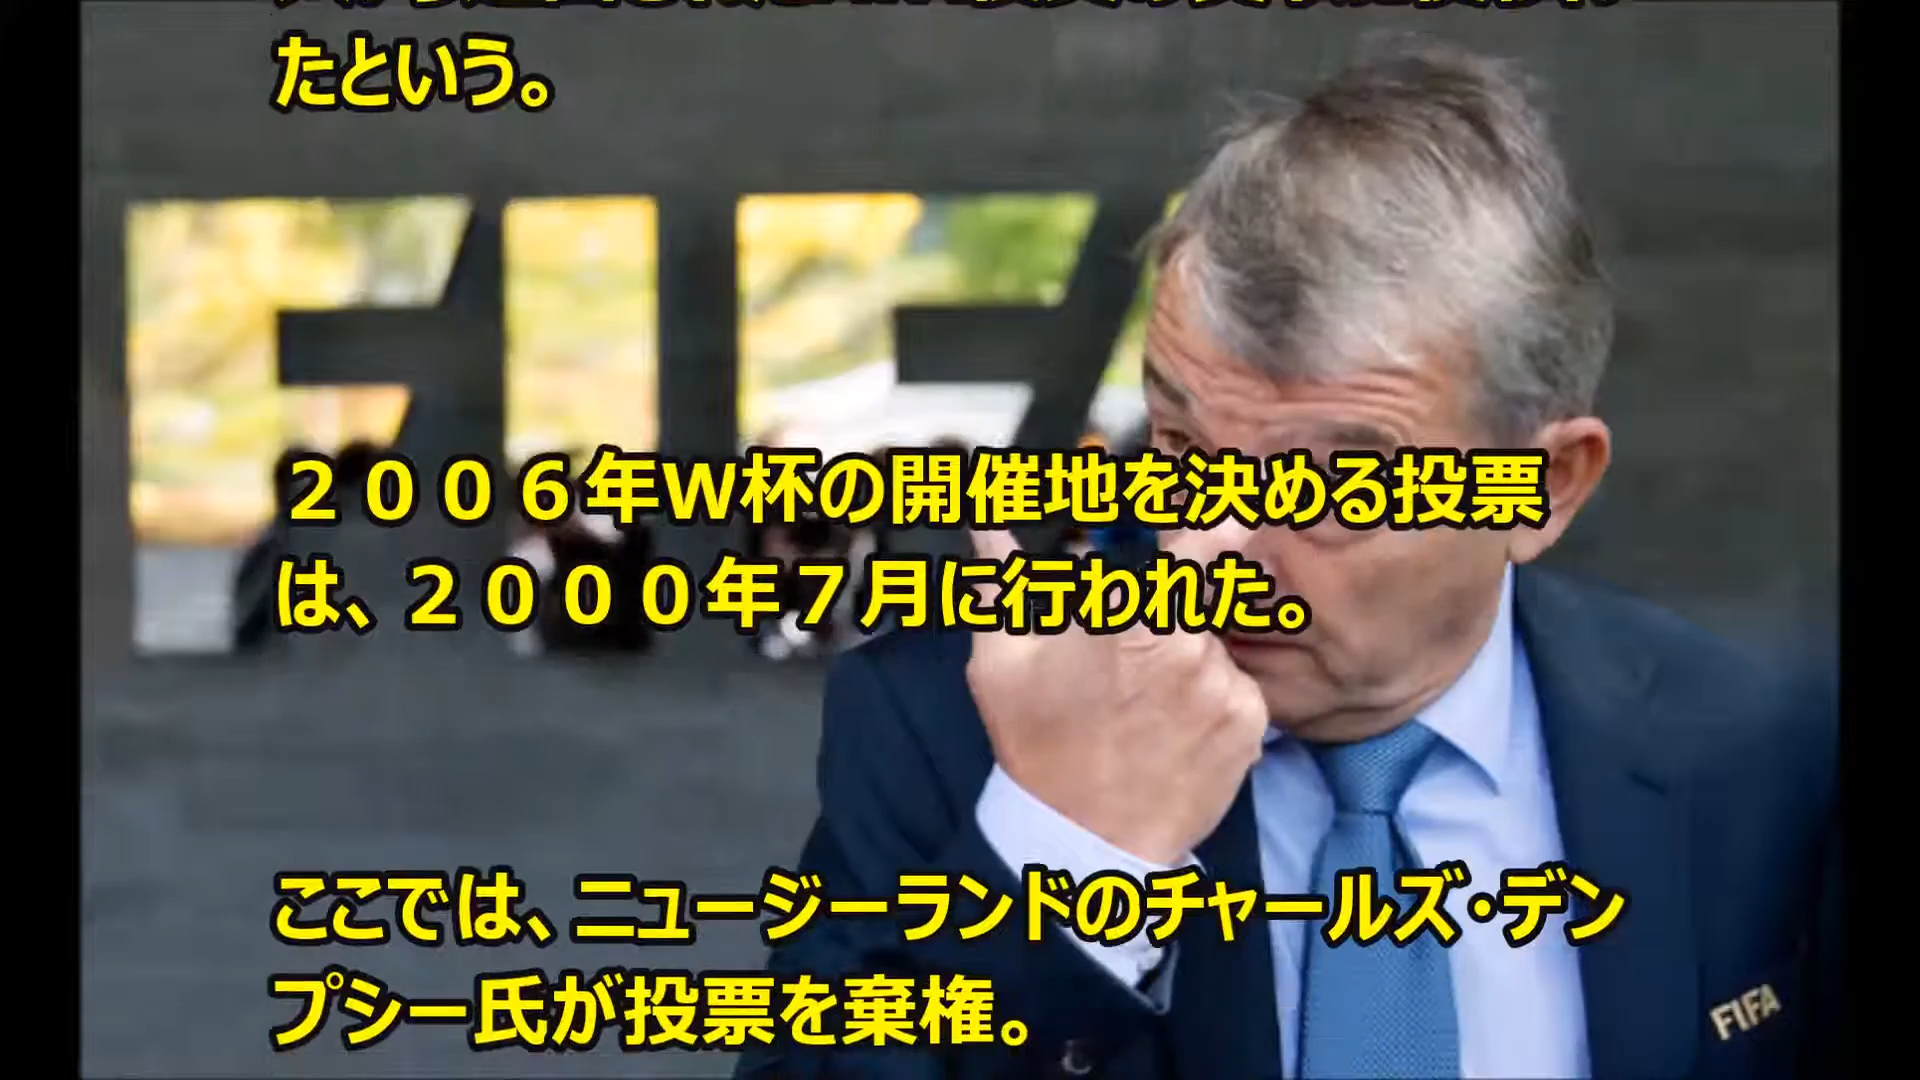 たという。
FIFA
２００６年Ｗ杯の開催地を決める投票
は、２０００年７月に行われた。
ここでは、ニュージーランドのチャールズ・デン
プシー氏が投票を棄権。
FIFA